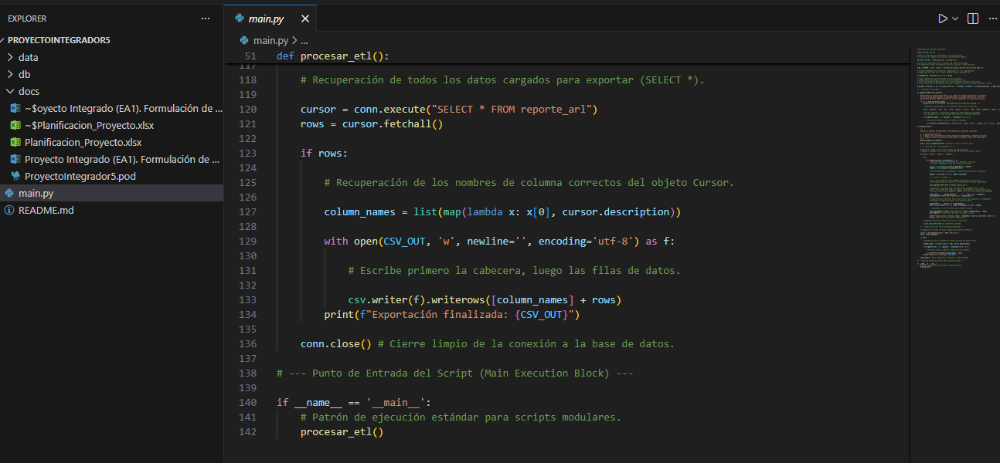 EXPLORER
PROYECTOINTEGRADOR5
data
db
docs
~$oyecto Integrado (EA1). Formulación de ...
~$Planificacion_Proyecto.xlsx
Planificacion_Proyecto.xlsx
Proyecto Integrado (EA1). Formulación de ...
ProyectoIntegrador5.pod
main.py
README.md
main.py
main.py > ...
51 def procesar_etl():
117
118 # Recuperación de todos los datos cargados para exportar (SELECT *).
119
120 cursor = conn.execute("SELECT * FROM reporte_arl")
121 rows = cursor.fetchall()
122
123 if rows:
124
125 # Recuperación de los nombres de columna correctos del objeto Cursor.
126
127 column_names = list(map(lambda x: x[0], cursor.description))
128
129 with open(CSV_OUT, 'w', newline='', encoding='utf-8') as f:
130
131 # Escribe primero la cabecera, luego las filas de datos.
132
133 csv.writer(f).writerows([column_names] + rows)
134 print(f"Exportación finalizada: {CSV_OUT}")
135
136 conn.close() # Cierre limpio de la conexión a la base de datos.
137
138 # --- Punto de Entrada del Script (Main Execution Block) ---
139
140 if __name__ == '__main__':
141 # Patrón de ejecución estándar para scripts modulares.
142 procesar_etl()